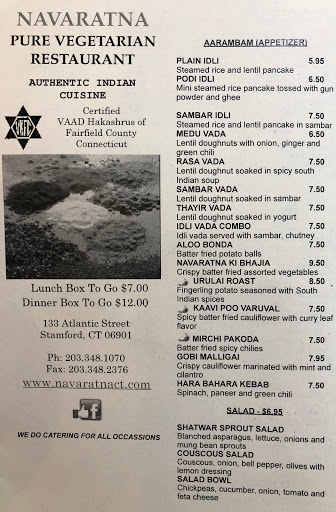 NAVARATNA
PURE VEGETARIAN
RESTAURANT
AUTHENTIC INDIAN
CUISINE
Certified
VAAD Hakashrus of
Fairfield County
Connecticut
Lunch Box To Go $7.00
Dinner Box To Go $12.00
133 Atlantic Street
Stamford, CT 06901
Ph: 203.348.1070
Fax: 203.348.2376
www.navaratnact.com
f
WE DO CATERING FOR ALL OCCASSIONS
AARAMBAM (APPETIZER)
PLAIN IDLI 5.95
Steamed rice and lentil pancake
PODI IDLI 6.50
Mini steamed rice pancake tossed with gun
powder and ghee
SAMBAR IDLI 7.50
Steamed rice and lentil pancake in sambar
MEDU VADA 6.50
Lentil doughnuts with onion, ginger and
green chili
RASA VADA 7.50
Lentil doughnut soaked in spicy south
Indian soup
SAMBAR VADA 7.50
Lentil doughnut soaked in sambar
THAYIR VADA 7.50
Lentil doughnut soaked in yogurt
IDLI VADA COMBO 7.50
Idli vada served with sambar, chutney
ALOO BONDA 7.50
Batter fried potato balls
NAVARATNA KI BHAJIA 9.50
Crispy batter fried assorted vegetables
URULAI ROAST 8.50
Fingerling potato seasoned with South
Indian spices
KAAVI POO VARUVAL 7.50
Spicy batter fried cauliflower with curry leaf
flavor
MIRCHI PAKODA 7.50
Batter fried spicy chilies
GOBI MALLIGAI 7.95
Crispy cauliflower marinated with mint and
cilantro
HARA BAHARA KEBAB 7.50
Spinach, paneer and green chili
SALAD - $6.95
SHATWAR SPROUT SALAD
Blanched asparagus, lettuce, onions and
mung bean sprouts
COUSCOUS SALAD
Couscous, onion, bell pepper, olives with
lemon dressing
SALAD BOWL
Chickpeas, cucumber, onion, tomato and
feta cheese